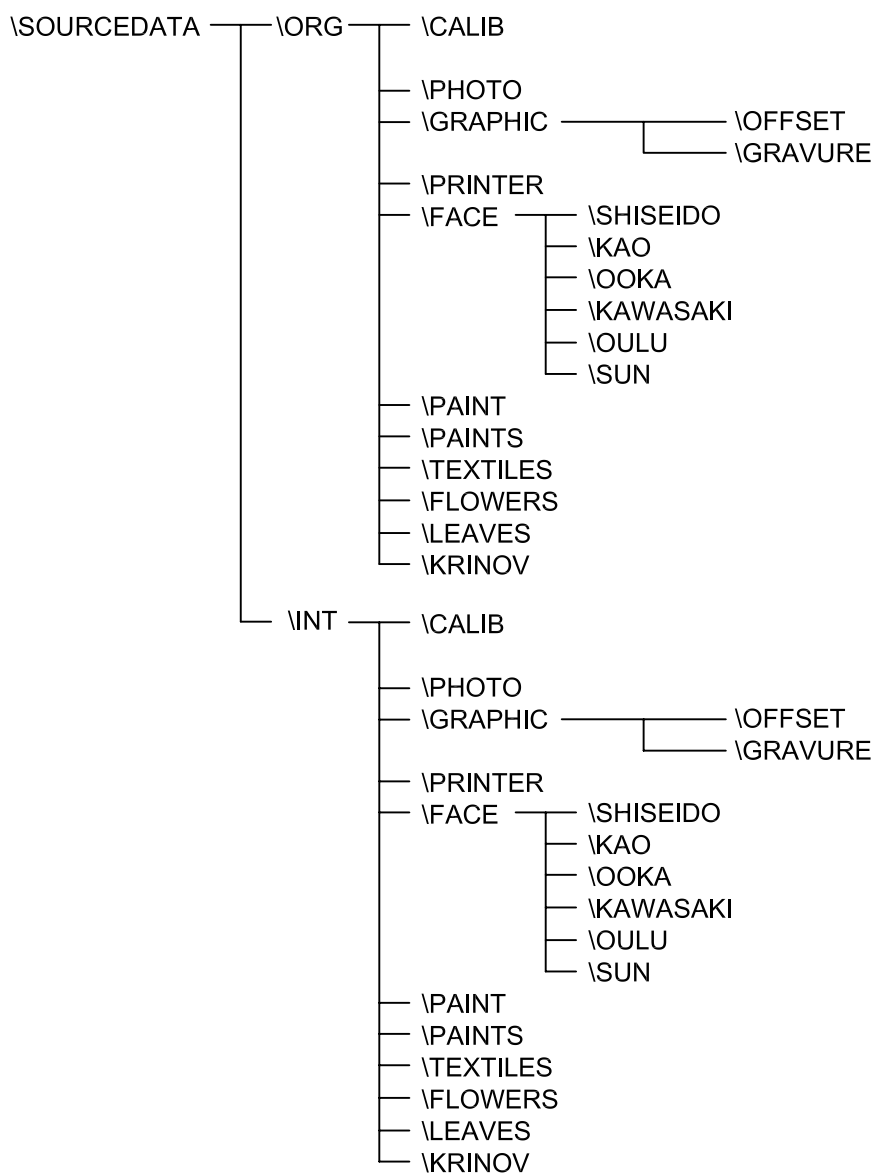 \SOURCEDATA \ORG \CALIB
\PHOTO
\GRAPHIC \OFFSET
\GRAVURE
\PRINTER
\FACE \SHISEIDO
\KAO
\OOKA
\KAWASAKI
\OULU
\SUN
\PAINT
\PAINTS
\TEXTILES
\FLOWERS
\LEAVES
\KRINOV
\INT \CALIB
\PHOTO
\GRAPHIC \OFFSET
\GRAVURE
\PRINTER
\FACE \SHISEIDO
\KAO
\OOKA
\KAWASAKI
\OULU
\SUN
\PAINT
\PAINTS
\TEXTILES
\FLOWERS
\LEAVES
\KRINOV